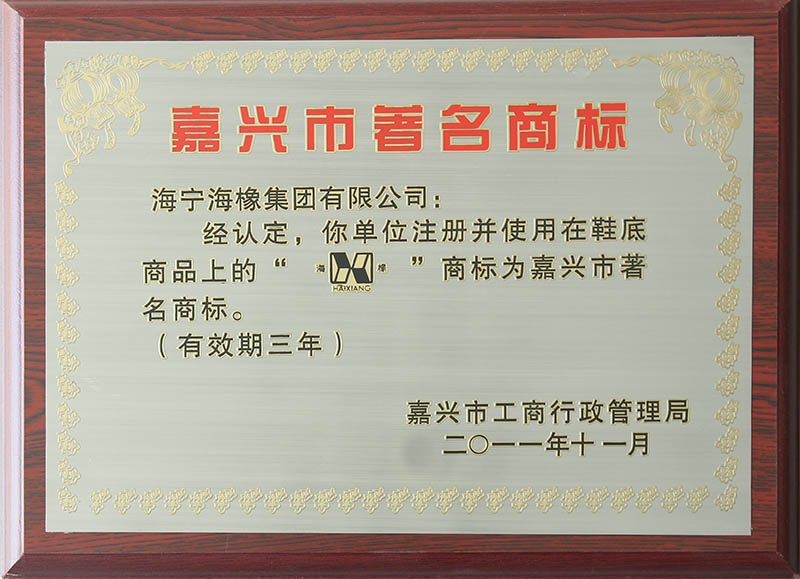 嘉兴市著名商标
海宁海橡集团有限公司：
经认定，你单位注册并使用在鞋底
商品上的“ 海 橡 ”商标为嘉兴市著
HAIXIANG
名商标。
（有效期三年）
嘉兴市工商行政管理局
二〇一一年十一月